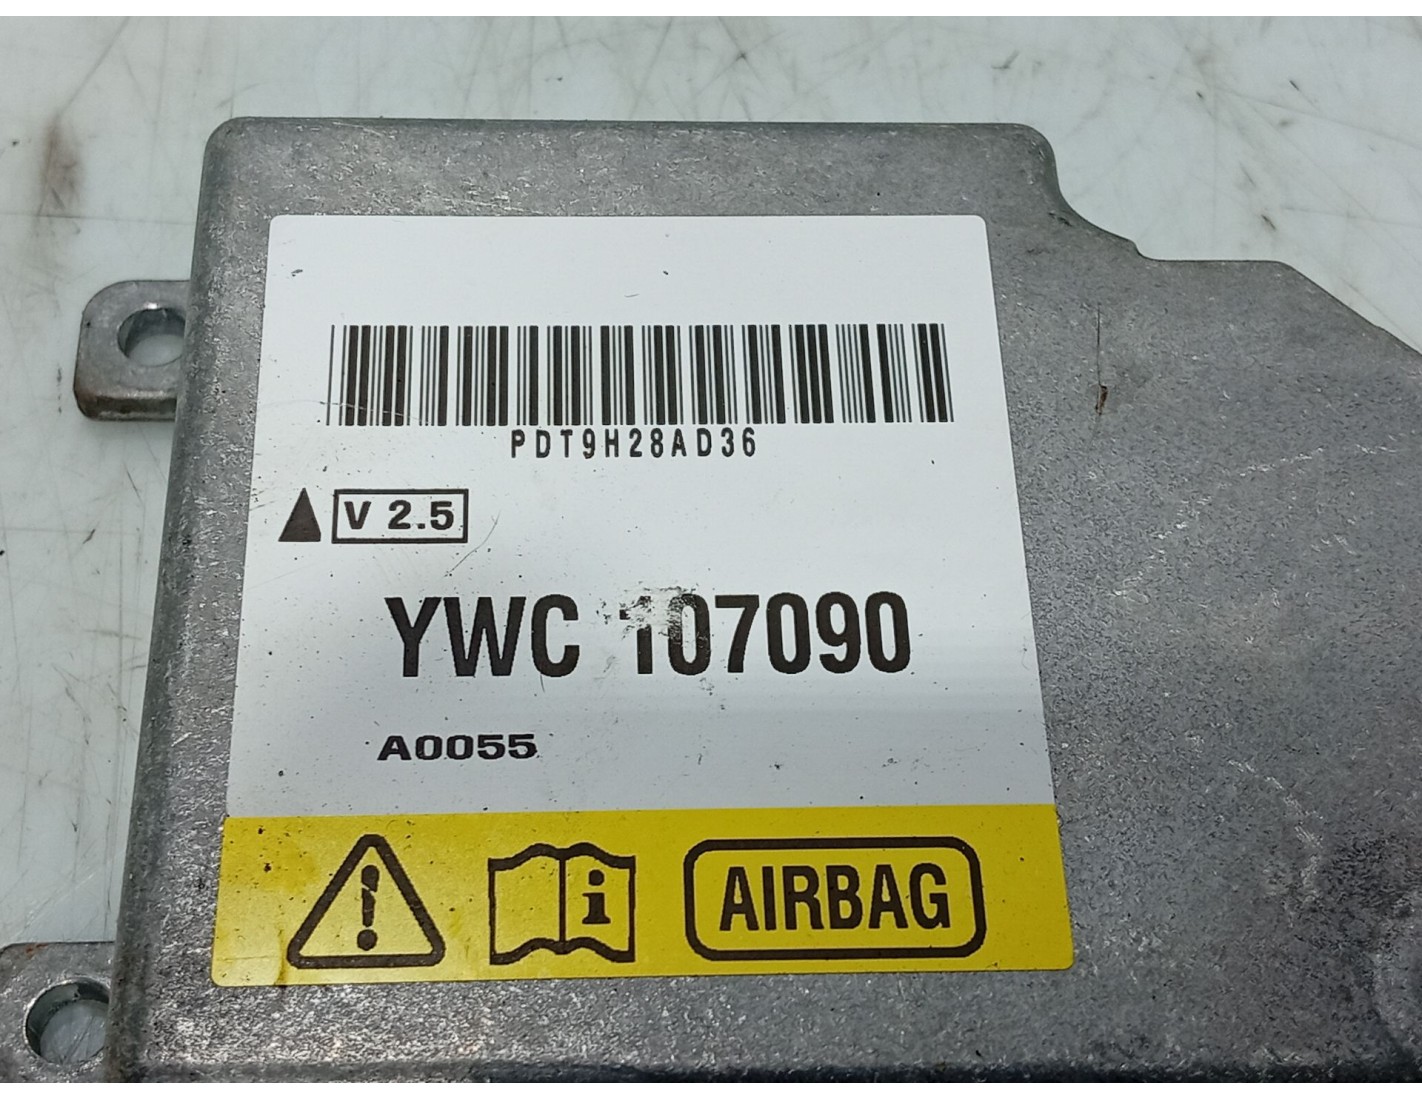 PDT9H28AD36
V 2.5
YWC 107090
A0055
AIRBAG